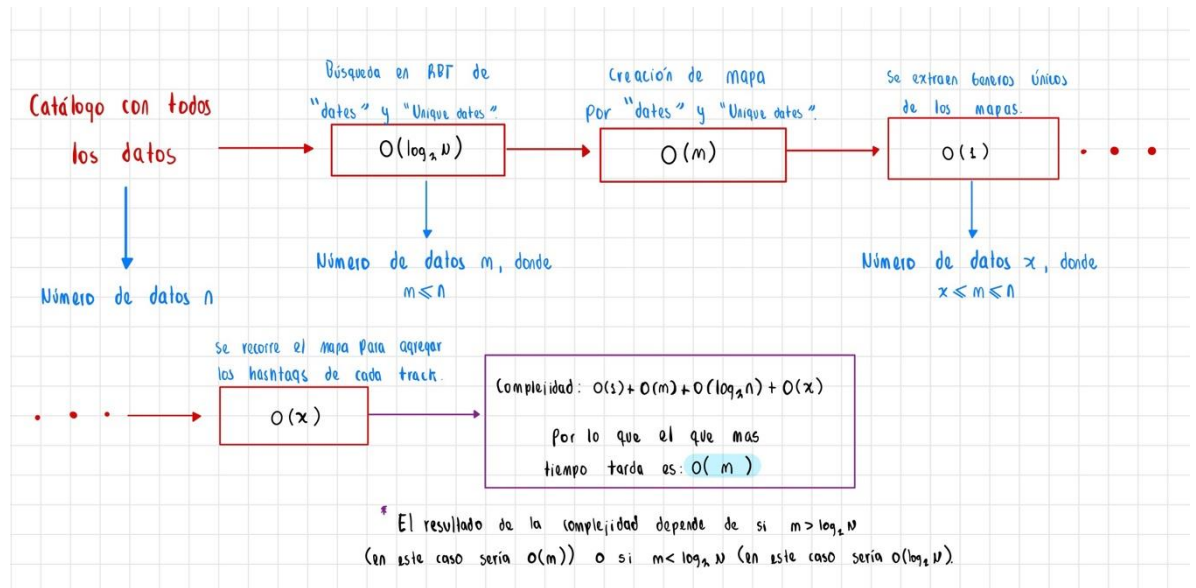 Búsqueda en RBT de
"dates" y "Unique dates".
Creación de mapa
por "dates" y "Unique dates".
Se extraen Generos únicos
de los mapas.
Catálogo con todos
los datos
O(log₂ N)
O(m)
O(1)
Número de datos n
Número de datos m, donde
m ≤ n
Número de datos x, donde
x ≤ m ≤ n
Se recorre el mapa para agregar
los hashtags de cada track.
O(x)
Complejidad: O(1) + O(m) + O(log₂ n) + O(x)
Por lo que el que mas
tiempo tarda es: O( m )
* El resultado de la complejidad depende de si m > log₂ N
(en este caso sería O(m)) o si m < log₂ N (en este caso sería O(log₂ N).